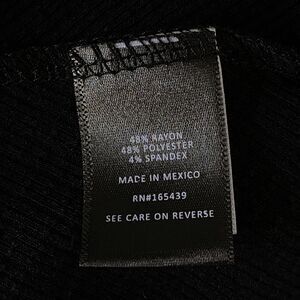 48% RAYON
48% POLYESTER
4% SPANDEX
MADE IN MEXICO
RN#165439
SEE CARE ON REVERSE